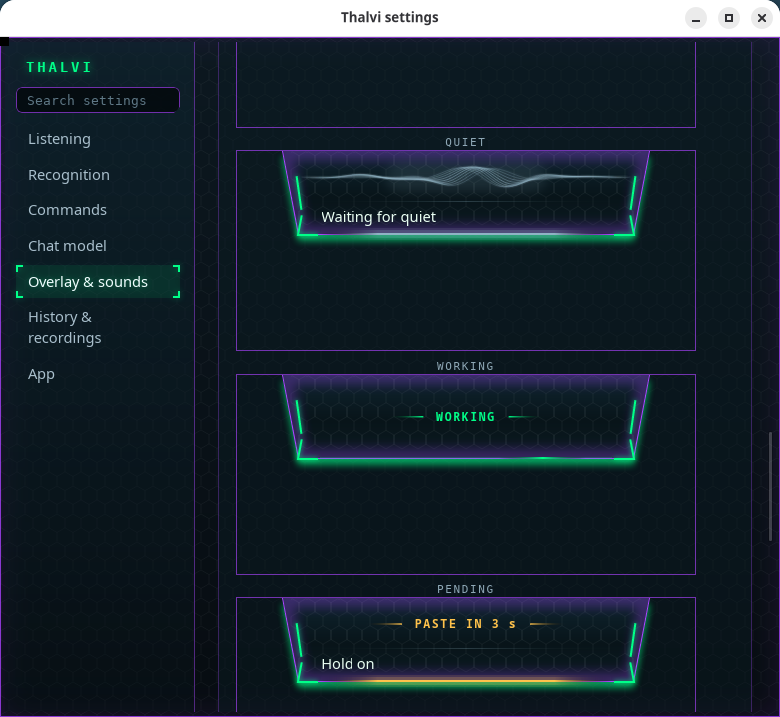 Thalvi settings
THALVI
Search settings
Listening
Recognition
Commands
Chat model
Overlay & sounds
History &
recordings
App
QUIET
Waiting for quiet
WORKING
WORKING
PENDING
PASTE IN 3 s
Hold on